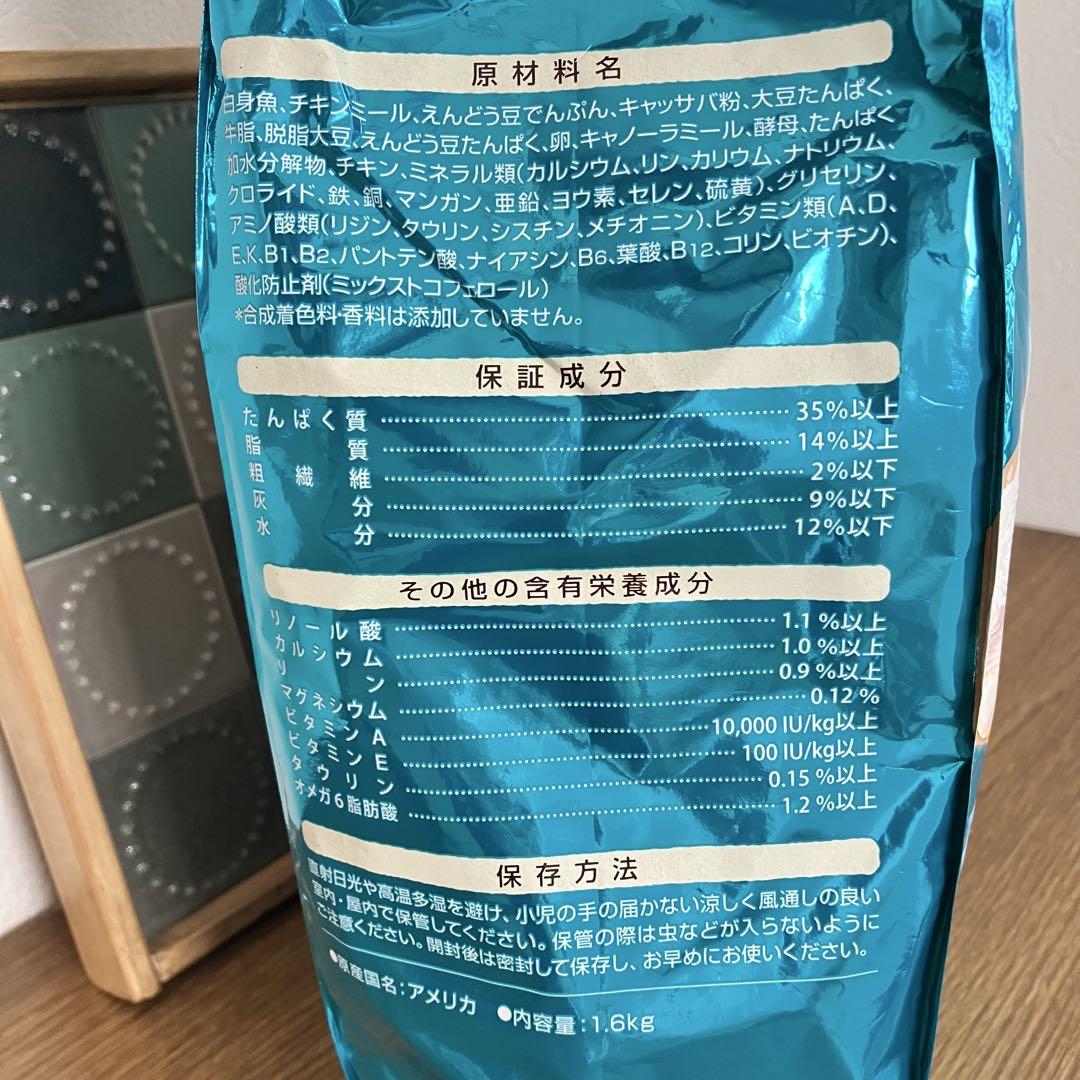 原材料名
白身魚、チキンミール、えんどう豆でんぷん、キャッサバ粉、大豆たんぱく、
牛脂、脱脂大豆、えんどう豆たんぱく、卵、キャノーラミール、酵母、たんぱく
加水分解物、チキン、ミネラル類(カルシウム、リン、カリウム、ナトリウム、
クロライド、鉄、銅、マンガン、亜鉛、ヨウ素、セレン、硫黄)、グリセリン、
アミノ酸類(リジン、タウリン、シスチン、メチオニン)、ビタミン類(A、D、
E、K、B1、B2、パントテン酸、ナイアシン、B6、葉酸、B12、コリン、ビオチン)、
酸化防止剤(ミックストコフェロール)
*合成着色料・香料は添加していません。
保証成分
たんぱく質 35%以上
脂質 14%以上
粗繊維 2%以下
灰分 9%以下
水分 12%以下
その他の含有栄養成分
リノール酸 1.1%以上
カルシウム 1.0%以上
リン 0.9%以上
マグネシウム 0.12%
ビタミンA 10,000 IU/kg以上
ビタミンE 100 IU/kg以上
タウリン 0.15%以上
オメガ6脂肪酸 1.2%以上
保存方法
直射日光や高温多湿を避け、小児の手の届かない涼しく風通しの良い
室内・屋内で保管してください。保管の際は虫などが入らないように
ご注意ください。開封後は密封して保存し、お早めにお使いください。
●原産国名:アメリカ ●内容量:1.6kg